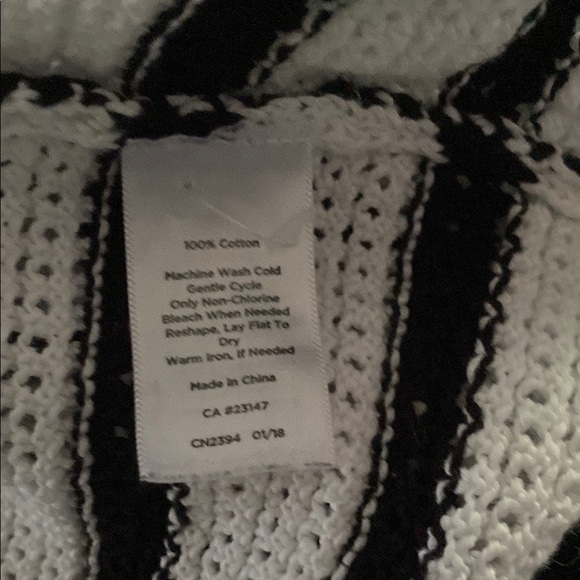 100% Cotton
Machine Wash Cold
Gentle Cycle
Only Non-Chlorine
Bleach When Needed
Reshape, Lay Flat To
Dry
Warm Iron, If Needed
Made In China
CA #23147
CN2394 01/18